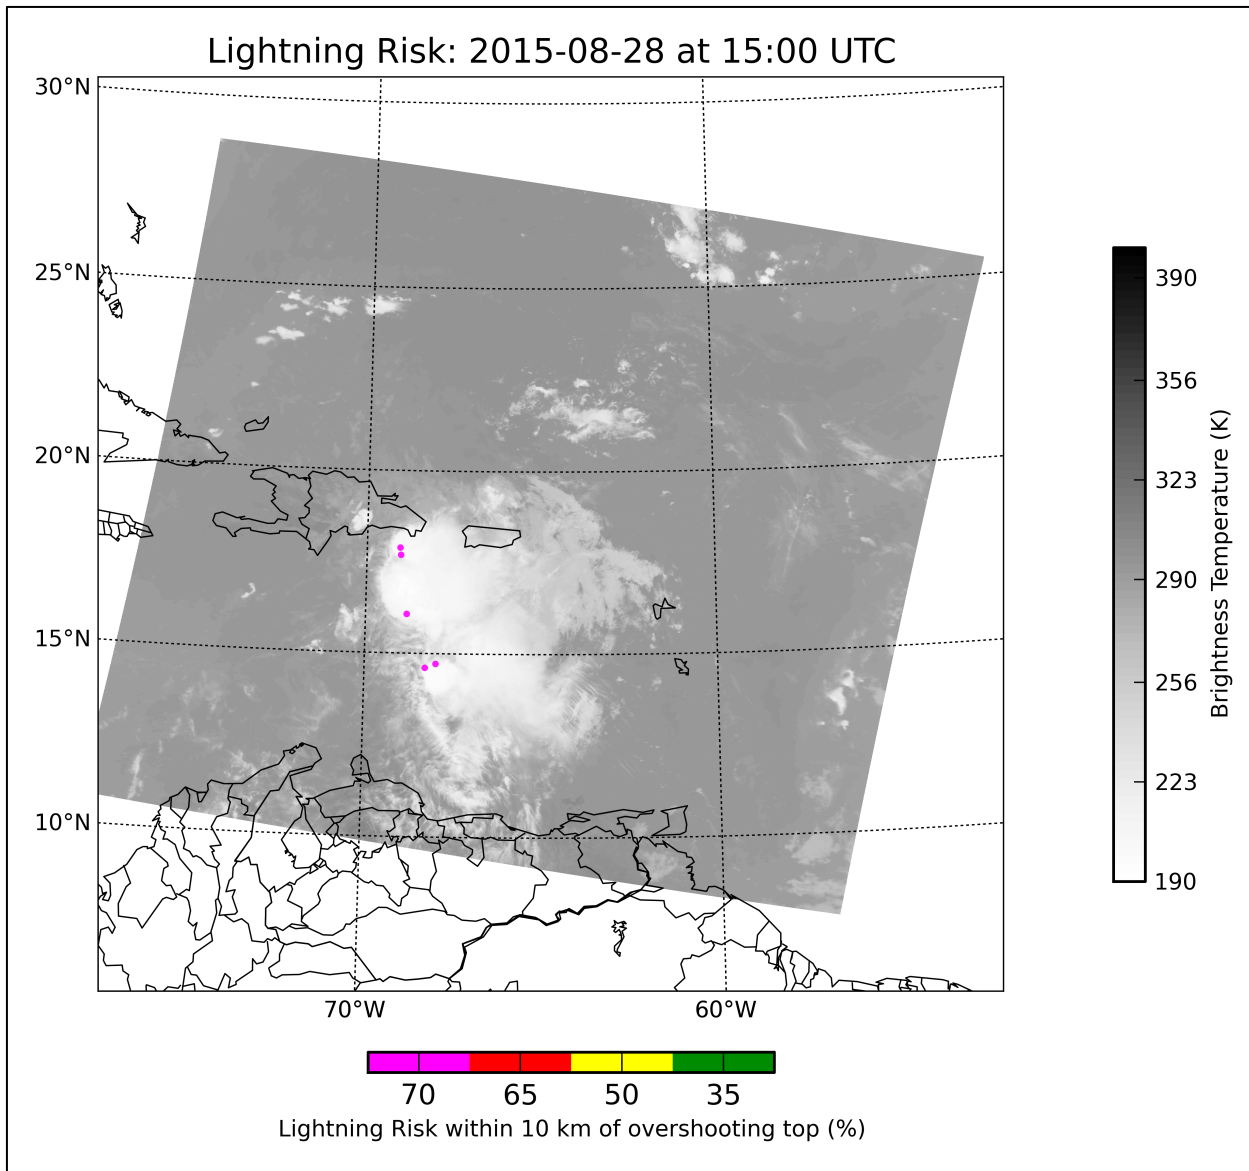 Lightning Risk: 2015-08-28 at 15:00 UTC
30°N
25°N
20°N
15°N
10°N
70°W 60°W
390
356
323
290
256
223
190
Brightness Temperature (K)
70 65 50 35
Lightning Risk within 10 km of overshooting top (%)